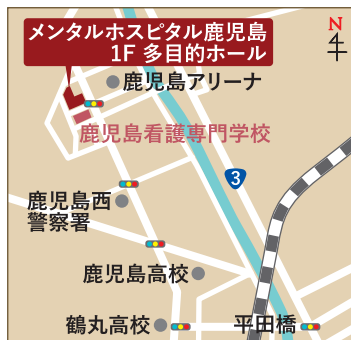 メンタルホスピタル鹿児島
1F 多目的ホール
N
鹿児島アリーナ
鹿児島看護専門学校
3
鹿児島西
警察署
鹿児島高校
鶴丸高校
平田橋